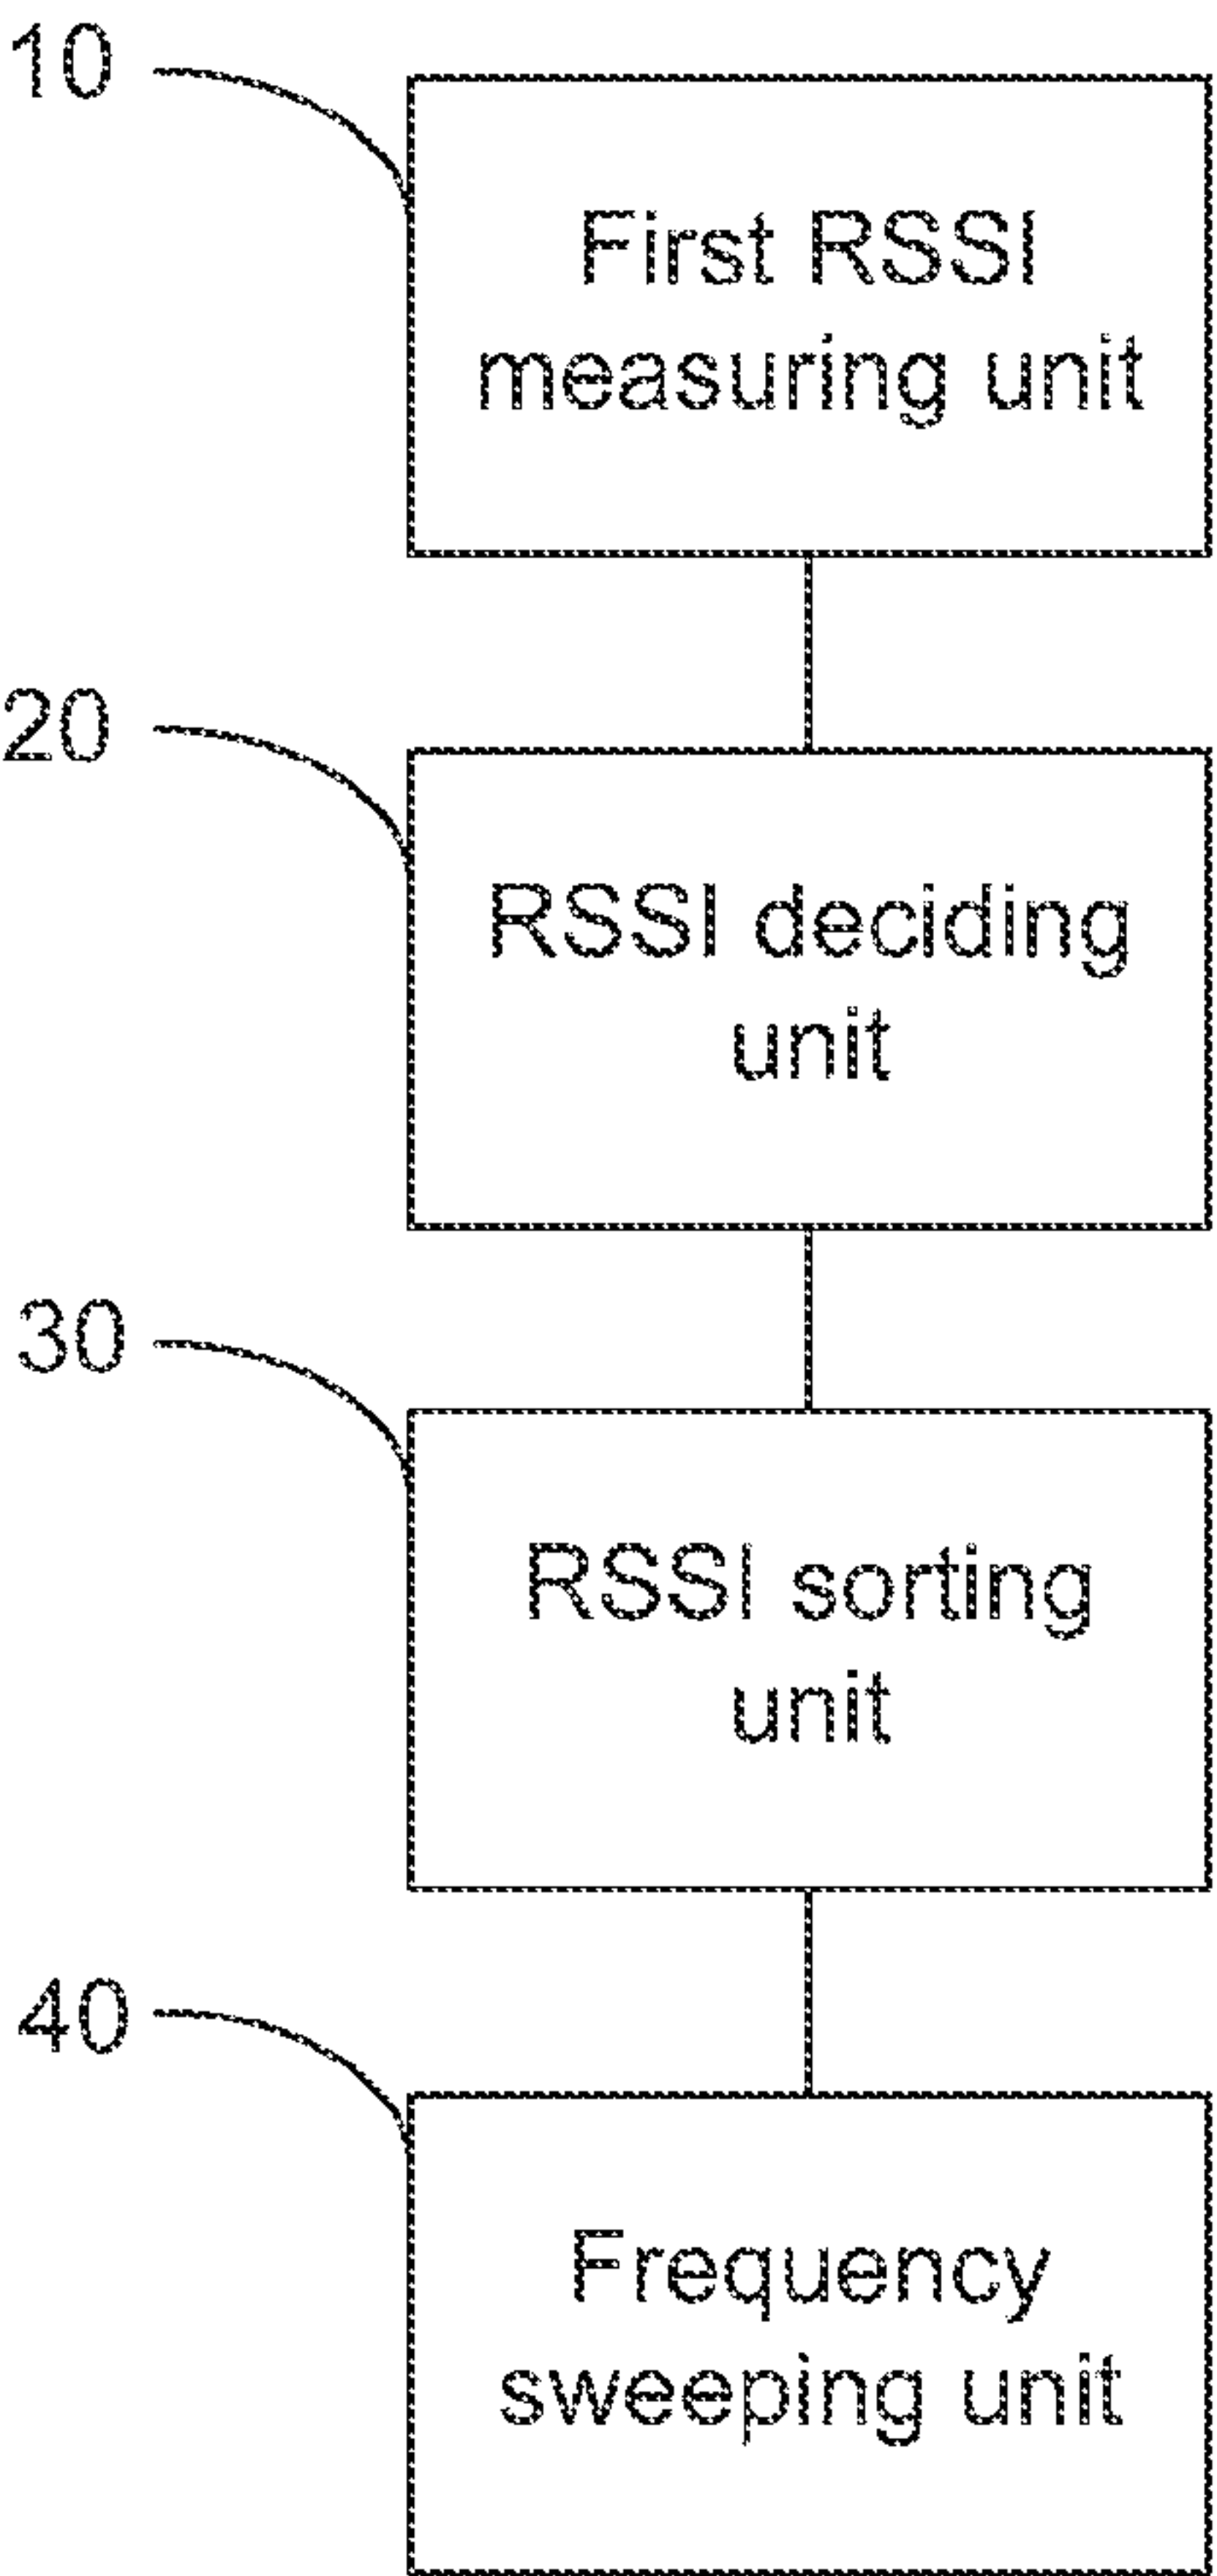 10
First RSSI
measuring unit
20
RSSI deciding
unit
30
RSSI sorting
unit
40
Frequency
sweeping unit